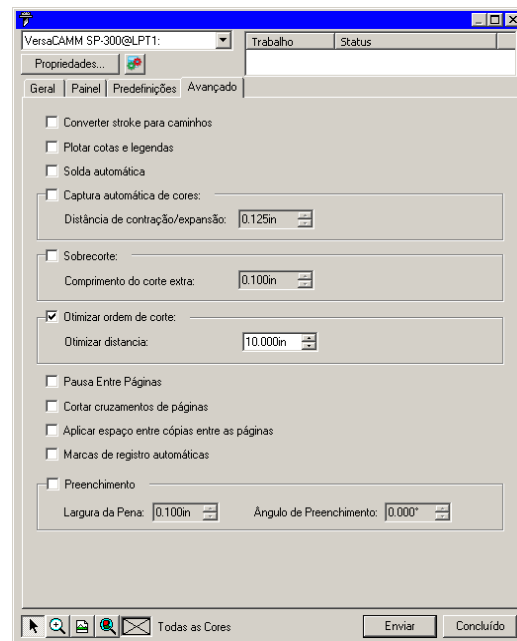 VersaCAMM SP-300@LPT1:
Trabalho Status
Propriedades...
Geral Painel Predefinições Avançado
Converter stroke para caminhos
Plotar cotas e legendas
Solda automática
Captura automática de cores:
Distância de contração/expansão: 0.125in
Sobrecorte:
Comprimento do corte extra: 0.100in
Otimizar ordem de corte:
Otimizar distancia: 10.000in
Pausa Entre Páginas
Cortar cruzamentos de páginas
Aplicar espaço entre cópias entre as páginas
Marcas de registro automáticas
Preenchimento
Largura da Pena: 0.100in Ângulo de Preenchimento: 0.000°
Todas as Cores Enviar Concluído